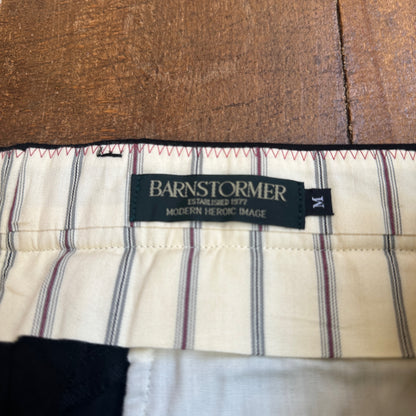 BARNSTORMER
ESTABLISHED 1977
MODERN HEROIC IMAGE
M